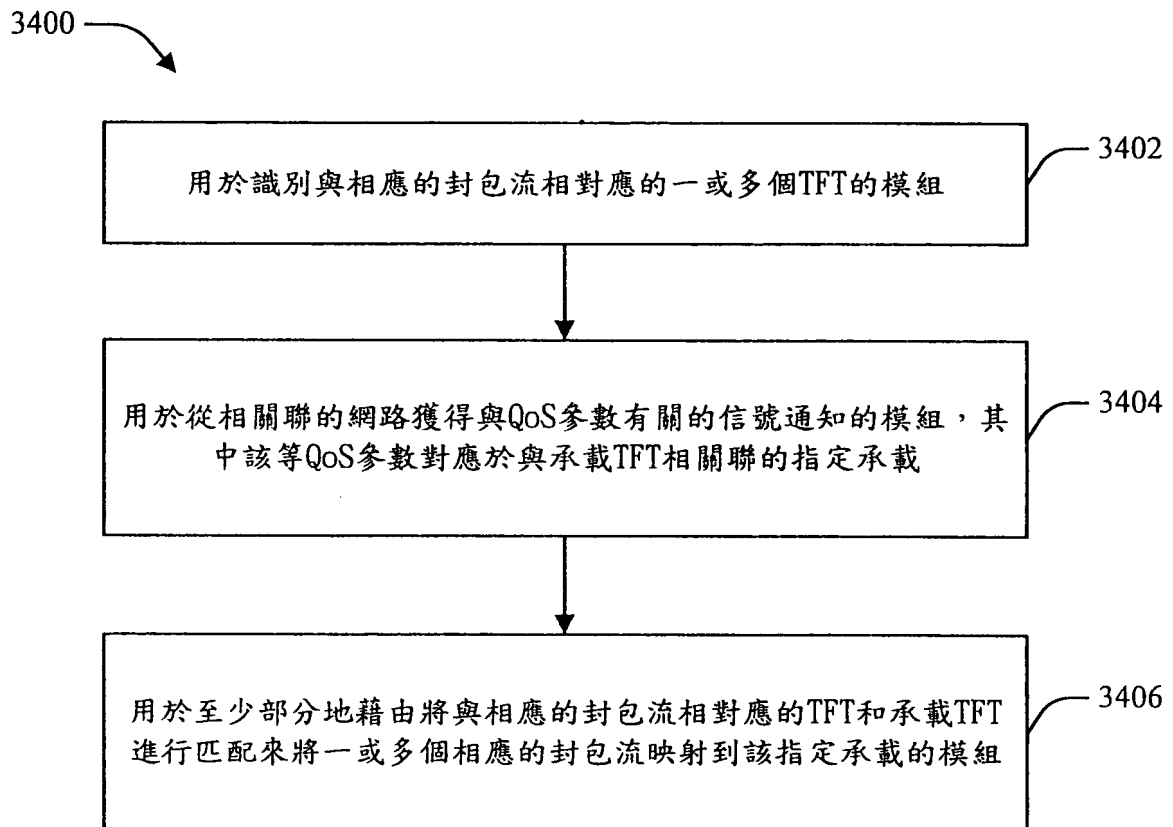 3400
3402
用於識別與相應的封包流相對應的一或多個TFT的模組
3404
用於從相關聯的網路獲得與QoS參數有關的信號通知的模組，其
中該等QoS參數對應於與承載TFT相關聯的指定承載
3406
用於至少部分地藉由將與相應的封包流相對應的TFT和承載TFT
進行匹配來將一或多個相應的封包流映射到該指定承載的模組